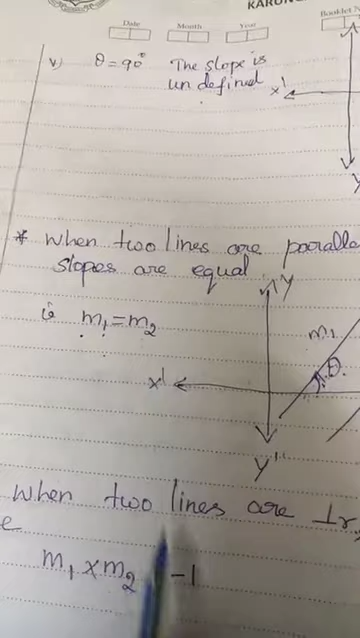 Date Month Year
v) θ = 90° The slope is
undefined
x'
* When two lines are
slopes are equal.
ie m₁ = m₂
Y
m₁
x'
Y'
When two lines are ⊥r,
m₁ × m₂ -1